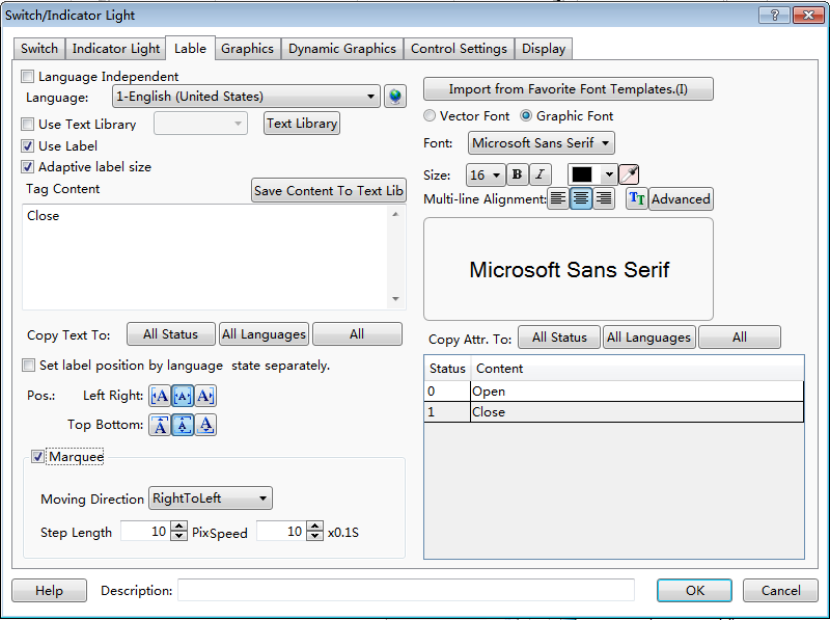 Switch/Indicator Light
Switch Indicator Light Lable Graphics Dynamic Graphics Control Settings Display
Language Independent
Language: 1-English (United States)
Use Text Library Text Library
Use Label
Adaptive label size
Tag Content Save Content To Text Lib
Close
Copy Text To: All Status All Languages All
Set label position by language state separately.
Pos.: Left Right: A A A
Top Bottom: A A A
Marquee
Moving Direction RightToLeft
Step Length 10 Pix Speed 10 x0.1S
Import from Favorite Font Templates.(I)
Vector Font Graphic Font
Font: Microsoft Sans Serif
Size: 16 B I
Multi-line Alignment: TT Advanced
Microsoft Sans Serif
Copy Attr. To: All Status All Languages All
Status Content
0 Open
1 Close
Help Description: OK Cancel